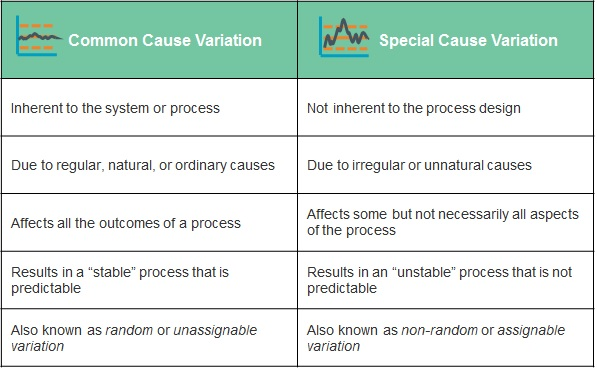 Common Cause Variation
Special Cause Variation
Inherent to the system or process
Not inherent to the process design
Due to regular, natural, or ordinary causes
Due to irregular or unnatural causes
Affects all the outcomes of a process
Affects some but not necessarily all aspects
of the process
Results in a “stable” process that is
predictable
Results in an “unstable” process that is not
predictable
Also known as random or unassignable
variation
Also known as non-random or assignable
variation